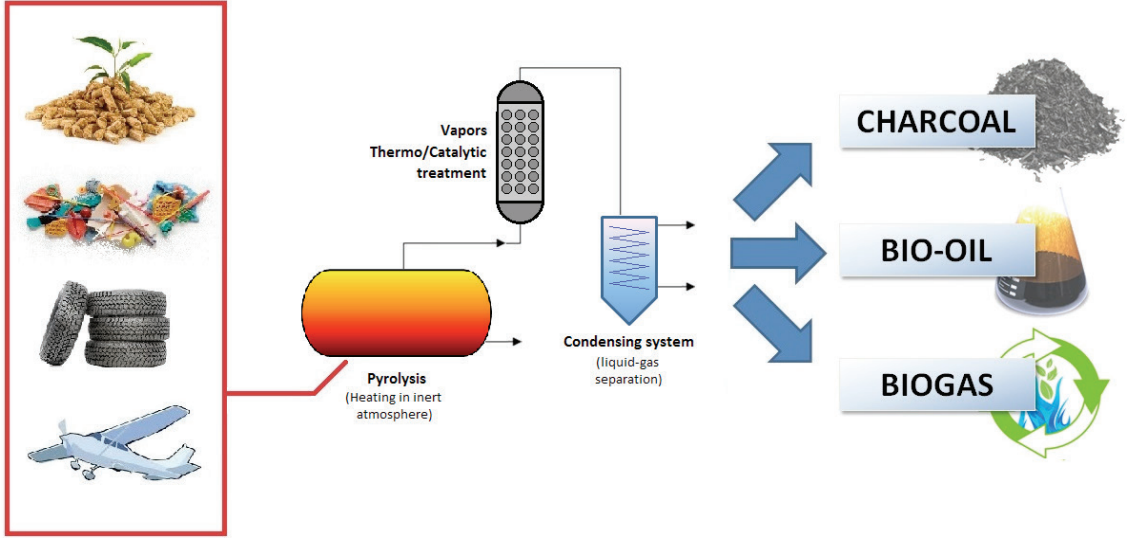 Vapors
Thermo/Catalytic
treatment
Pyrolysis
(Heating in inert
atmosphere)
Condensing system
(liquid-gas
separation)
CHARCOAL
BIO-OIL
BIOGAS